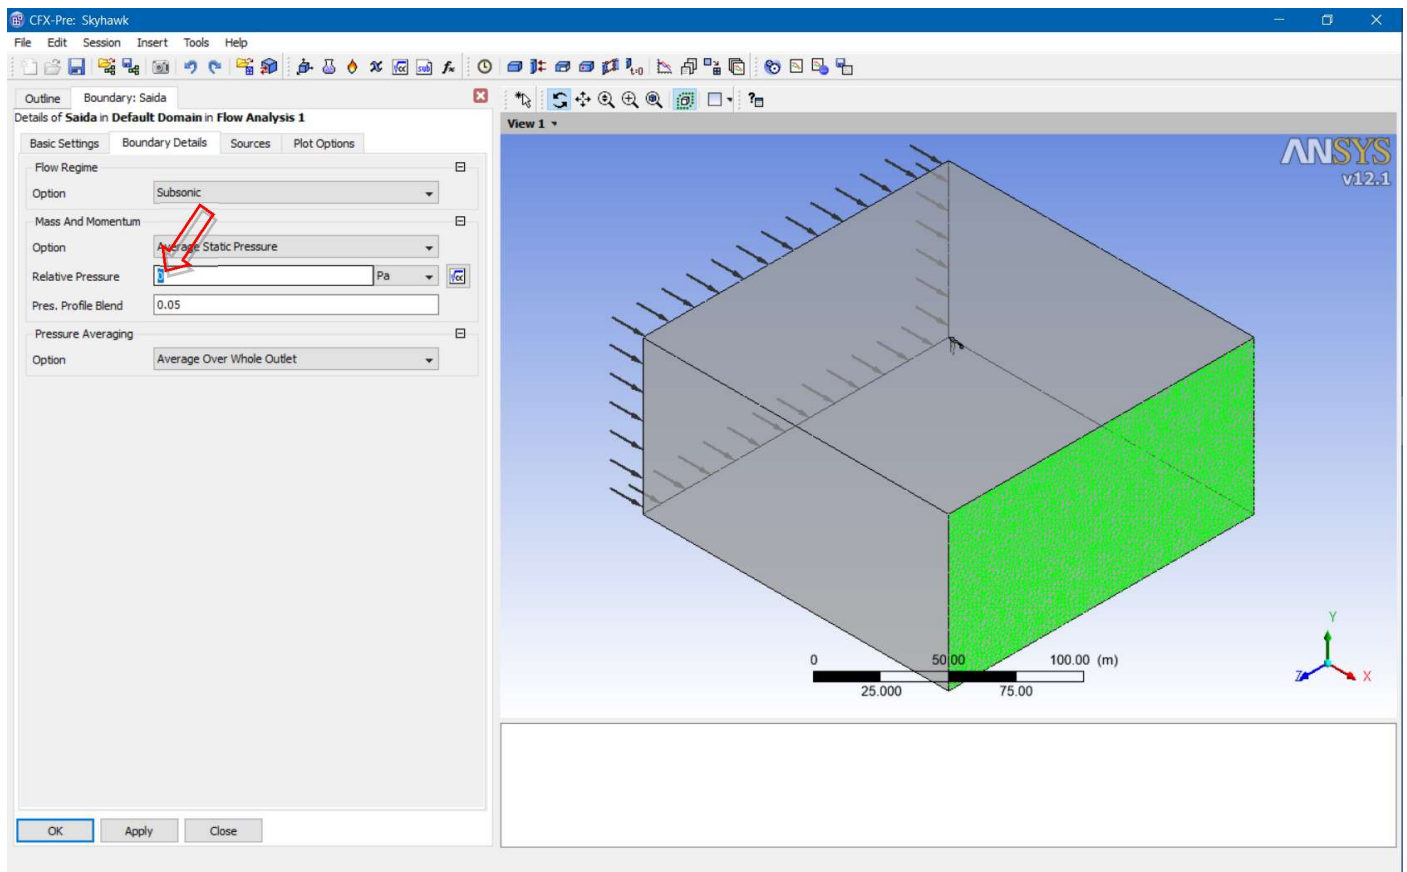 CFX-Pre: Skyhawk
File Edit Session Insert Tools Help
Outline Boundary: Saida
Details of Saida in Default Domain in Flow Analysis 1
Basic Settings Boundary Details Sources Plot Options
Flow Regime
Option Subsonic
Mass And Momentum
Option Average Static Pressure
Relative Pressure 0 Pa
Pres. Profile Blend 0.05
Pressure Averaging
Option Average Over Whole Outlet
OK Apply Close
View 1
ANSYS
v12.1
0 50.00 100.00 (m)
25.000 75.00
Y
Z X